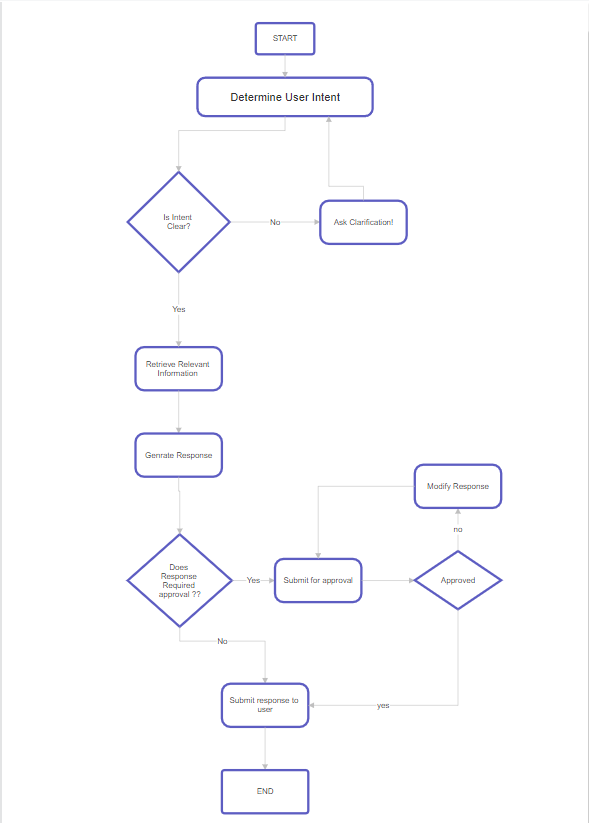 START
Determine User Intent
Is Intent
Clear?
No
Ask Clarification!
Yes
Retrieve Relevant
Information
Genrate Response
Modify Response
no
Does
Response
Required
approval ??
Yes
Submit for approval
Approved
No
Submit response to
user
yes
END